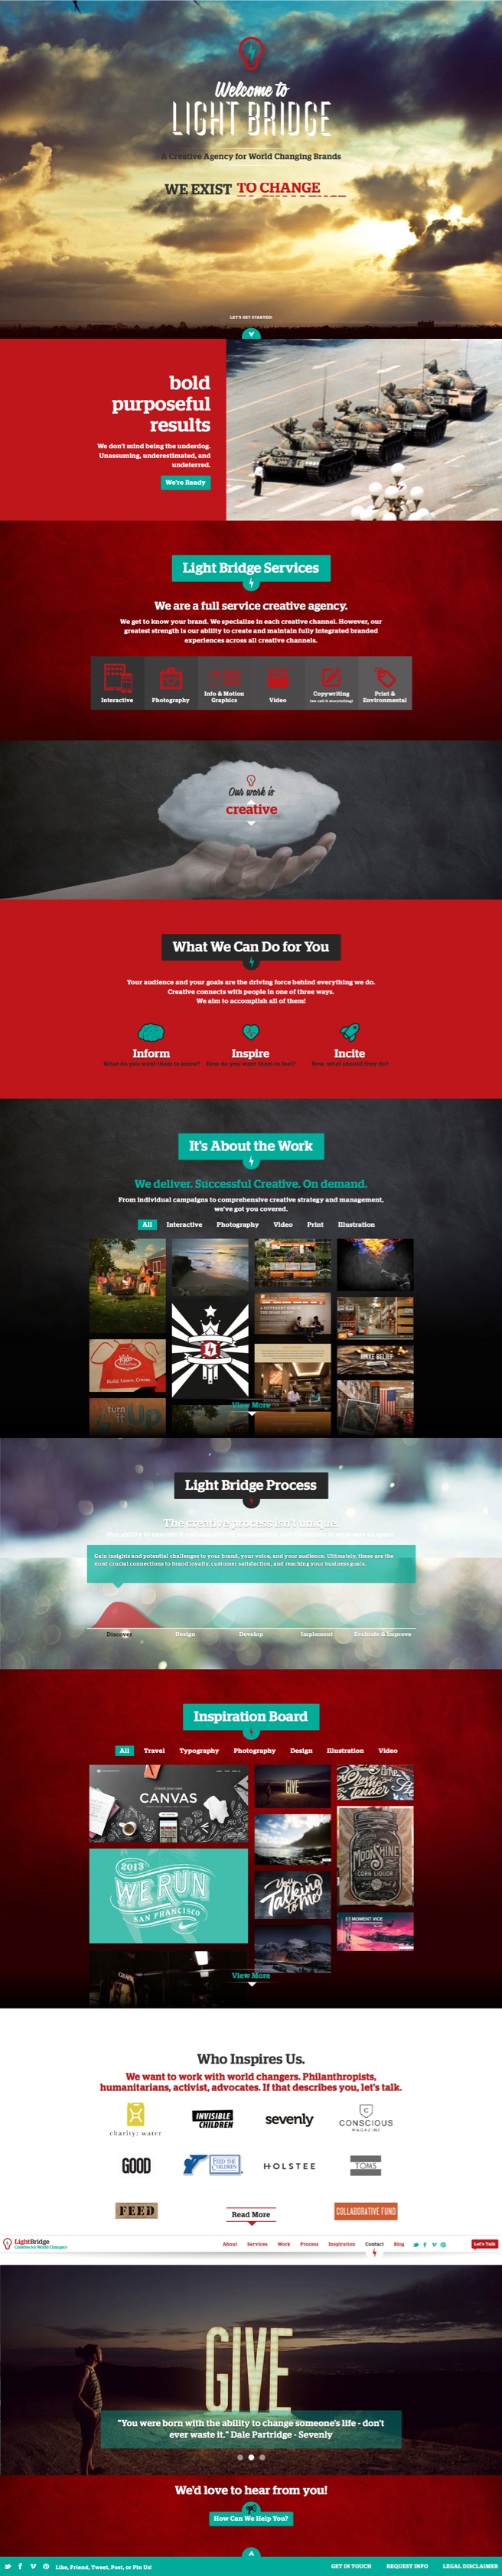 Welcome to
LIGHT BRIDGE
A Creative Agency for World Changing Brands
WE EXIST TO CHANGE
LET'S GET STARTED
bold
purposeful
results
We don't mind being the underdog.
Unassuming, underestimated, and
undeterred.
We're Ready
Light Bridge Services
We are a full service creative agency.
We get to know your brand. We specialize in each creative channel. However, our
greatest strength is our ability to create and maintain fully integrated branded
experiences across all creative channels.
Interactive
Photography
Info & Motion
Graphics
Video
Copywriting
(we call it storytelling)
Print &
Environmental
Our work is
creative
What We Can Do for You
Your audience and your goals are the driving force behind everything we do.
Creative connects with people in one of three ways.
We aim to accomplish all of them!
Inform
Inspire
Incite
What do you want them to know?
How do you want them to feel?
Now, what should they do?
It's About the Work
We deliver. Successful Creative. On demand.
From individual campaigns to comprehensive creative strategy and management,
we've got you covered.
All Interactive Photography Video Print Illustration
Build. Learn. Create.
MAKE BELIEF
turn
it Up
View More
Light Bridge Process
The creative process isn't unique.
Gain insights and potential challenges to your brand, your voice, and your audience. Ultimately, these are the
most crucial connections to brand loyalty, customer satisfaction, and reaching your business goals.
Discover Design Develop Implement Evaluate & Improve
Inspiration Board
All Travel Typography Photography Design Illustration Video
Create your own
CANVAS
GIVE
2013
WE RUN
SAN FRANCISCO
MOONSHINE
CORN LIQUOR
You
Talking
to Me
MOMENT VICE
View More
Who Inspires Us.
We want to work with world changers. Philanthropists,
humanitarians, activist, advocates. If that describes you, let's talk.
charity: water
INVISIBLE
CHILDREN
sevenly
C
CONSCIOUS
MAGAZINE
GOOD
FEED THE
CHILDREN
HOLSTEE
TOMS
FEED
Read More
COLLABORATIVE FUND
LightBridge
Creative for World Changers
About Services Work Process Inspiration Contact Blog
Let's Talk
GIVE
"You were born with the ability to change someone's life - don't
ever waste it." Dale Partridge - Sevenly
We'd love to hear from you!
How Can We Help You?
Like, Friend, Tweet, Post, or Pin Us!
GET IN TOUCH REQUEST INFO LEGAL DISCLAIMER